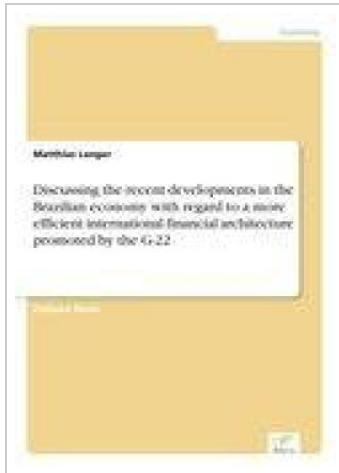 Matthias Langer
Discussing the recent developments in the
Brazilian economy with regard to a more
efficient international financial architecture
promoted by the G-22